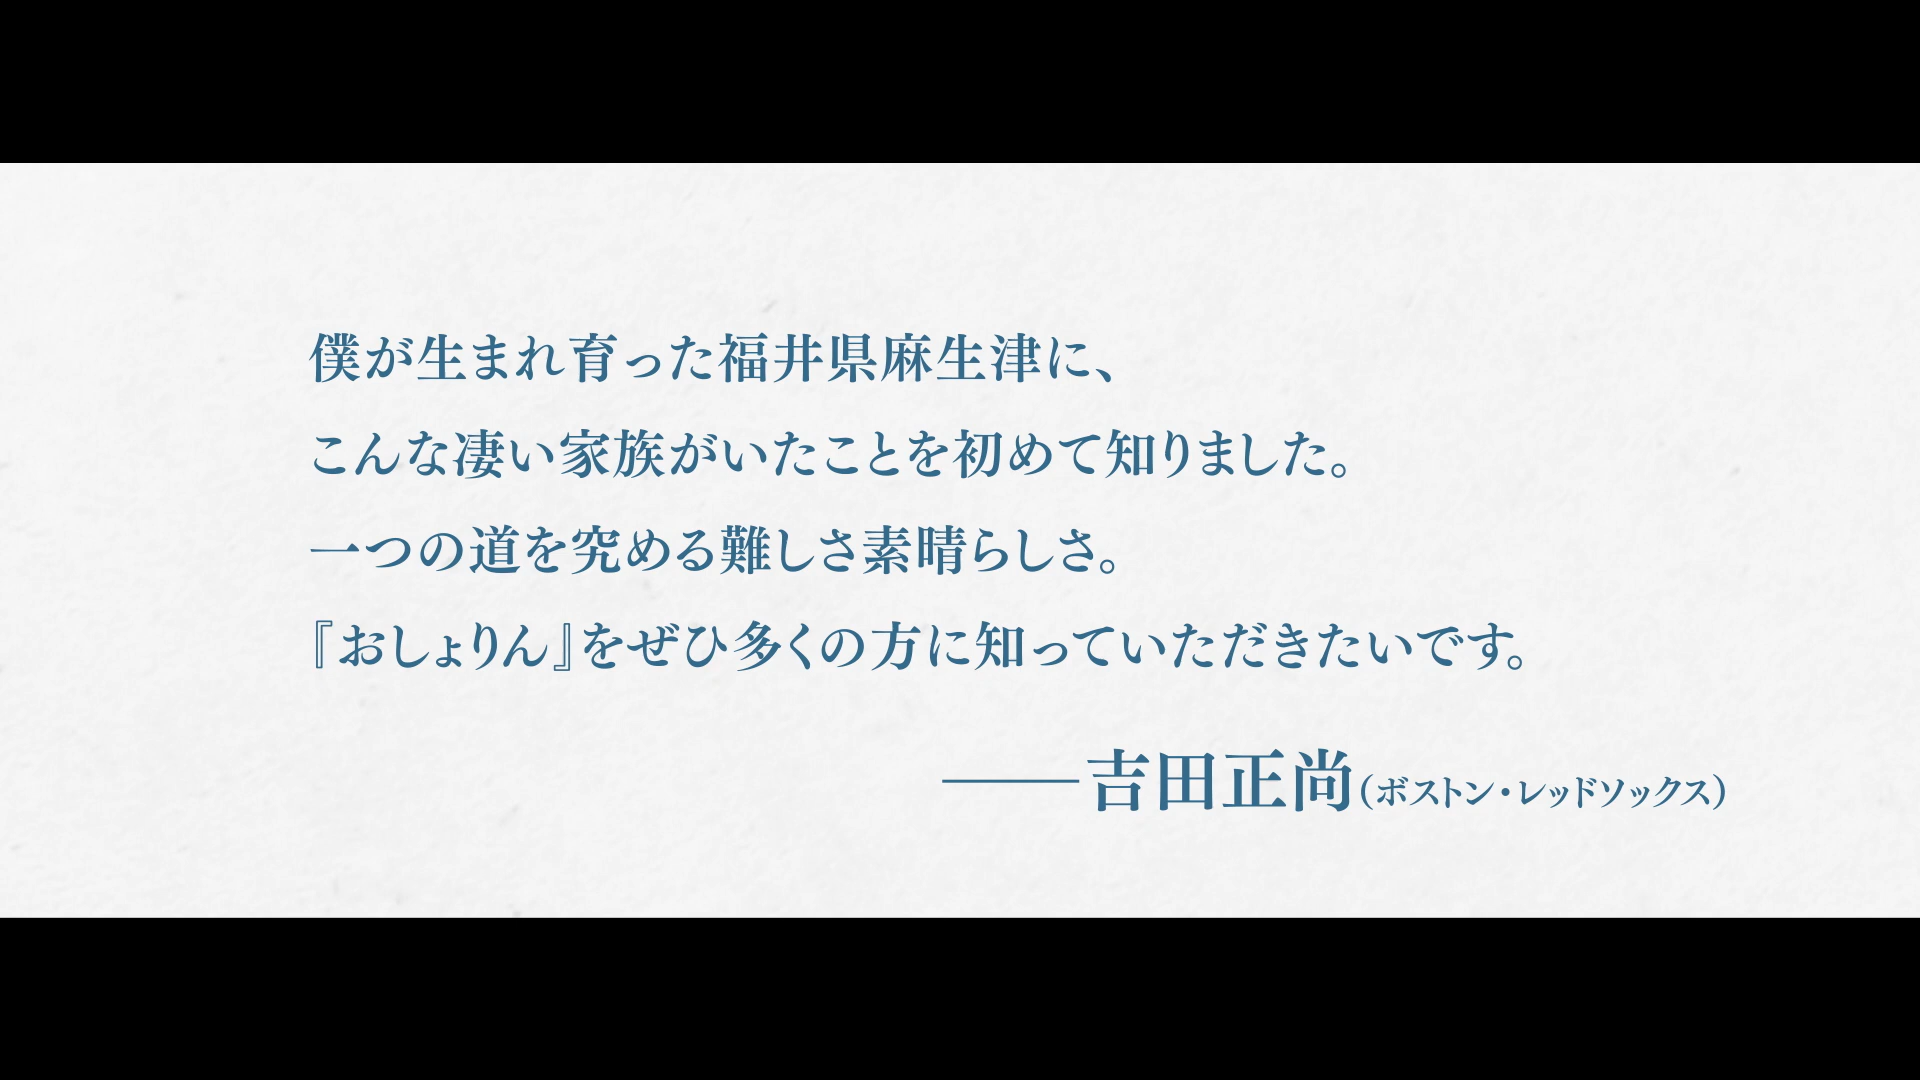 僕が生まれ育った福井県麻生津に、
こんな凄い家族がいたことを初めて知りました。
一つの道を究める難しさ素晴らしさ。
『おしょりん』をぜひ多くの方に知っていただきたいです。
――吉田正尚（ボストン・レッドソックス）